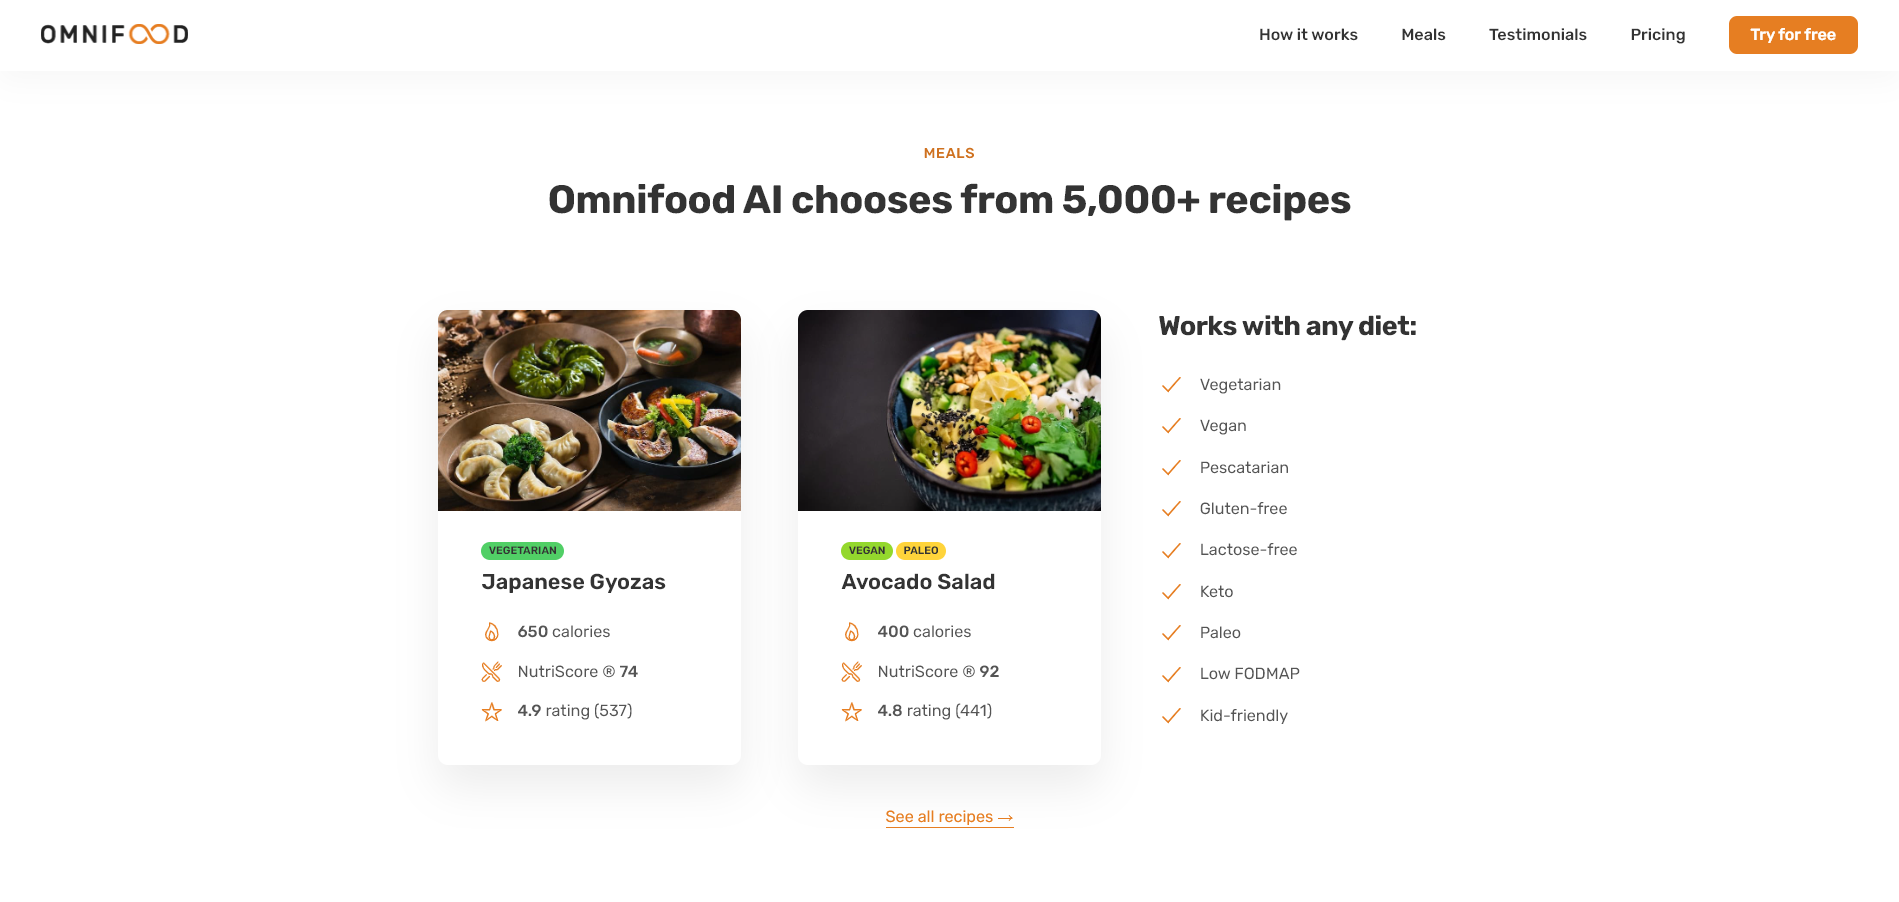 OMNIFOOD
How it works
Meals
Testimonials
Pricing
Try for free
MEALS
Omnifood AI chooses from 5,000+ recipes
VEGETARIAN
Japanese Gyozas
650 calories
NutriScore ® 74
4.9 rating (537)
VEGAN PALEO
Avocado Salad
400 calories
NutriScore ® 92
4.8 rating (441)
Works with any diet:
Vegetarian
Vegan
Pescatarian
Gluten-free
Lactose-free
Keto
Paleo
Low FODMAP
Kid-friendly
See all recipes →